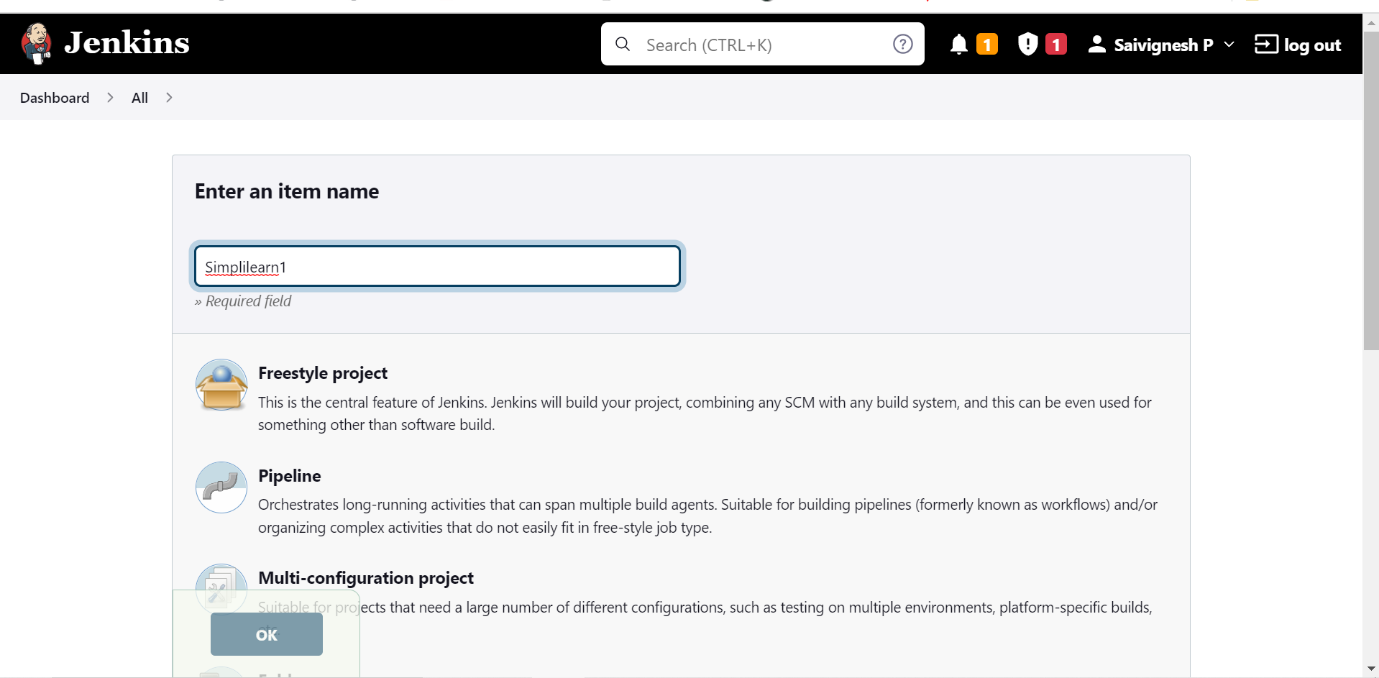 Jenkins
Search (CTRL+K)
?
1
1
Saivignesh P
log out
Dashboard > All >
Enter an item name
Simplilearn1
» Required field
Freestyle project
This is the central feature of Jenkins. Jenkins will build your project, combining any SCM with any build system, and this can be even used for
something other than software build.
Pipeline
Orchestrates long-running activities that can span multiple build agents. Suitable for building pipelines (formerly known as workflows) and/or
organizing complex activities that do not easily fit in free-style job type.
Multi-configuration project
Suitable for projects that need a large number of different configurations, such as testing on multiple environments, platform-specific builds,
OK